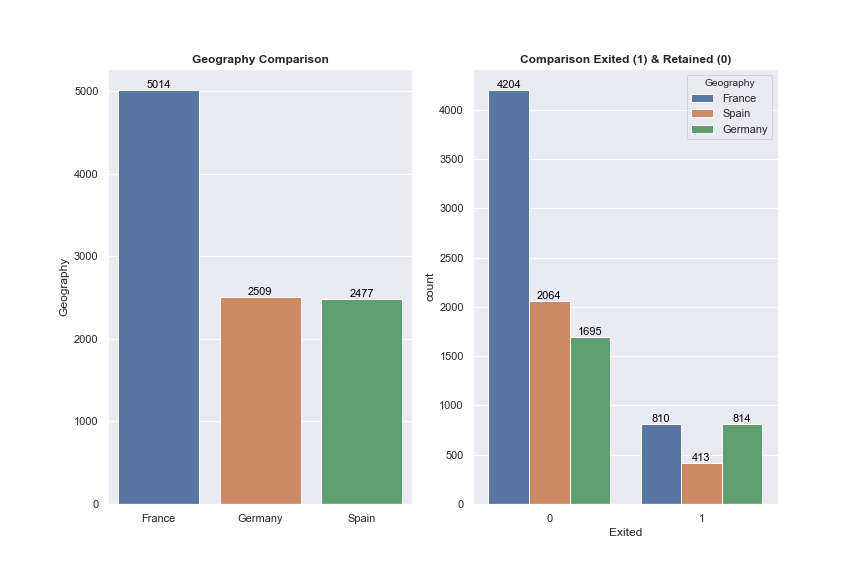 Geography Comparison
5014
5000
4000
3000
2509
2477
2000
1000
0
Geography
France
Germany
Spain
Comparison Exited (1) & Retained (0)
Geography
France
Spain
Germany
4204
4000
3500
3000
2500
2064
2000
1695
1500
1000
810
814
500
413
0
count
0
1
Exited